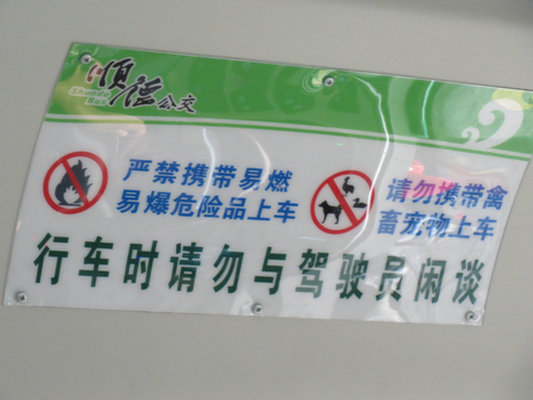 顺德公交
Shunde
Bus
严禁携带易燃
易爆危险品上车
请勿携带禽
畜宠物上车
行车时请勿与驾驶员闲谈